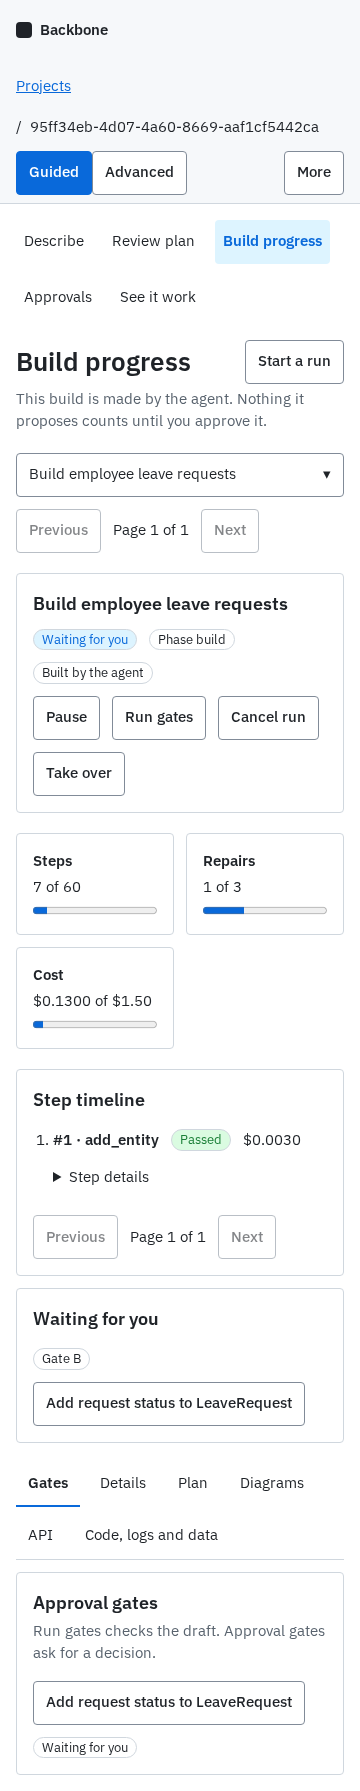 Backbone
Projects
/ 95ff34eb-4d07-4a60-8669-aaf1cf5442ca
Guided Advanced More
Describe Review plan Build progress
Approvals See it work
Build progress Start a run
This build is made by the agent. Nothing it
proposes counts until you approve it.
Build employee leave requests ▾
Previous Page 1 of 1 Next
Build employee leave requests
Waiting for you Phase build
Built by the agent
Pause Run gates Cancel run
Take over
Steps Repairs
7 of 60 1 of 3
Cost
$0.1300 of $1.50
Step timeline
1. #1 · add_entity Passed $0.0030
▶ Step details
Previous Page 1 of 1 Next
Waiting for you
Gate B
Add request status to LeaveRequest
Gates Details Plan Diagrams
API Code, logs and data
Approval gates
Run gates checks the draft. Approval gates
ask for a decision.
Add request status to LeaveRequest
Waiting for you